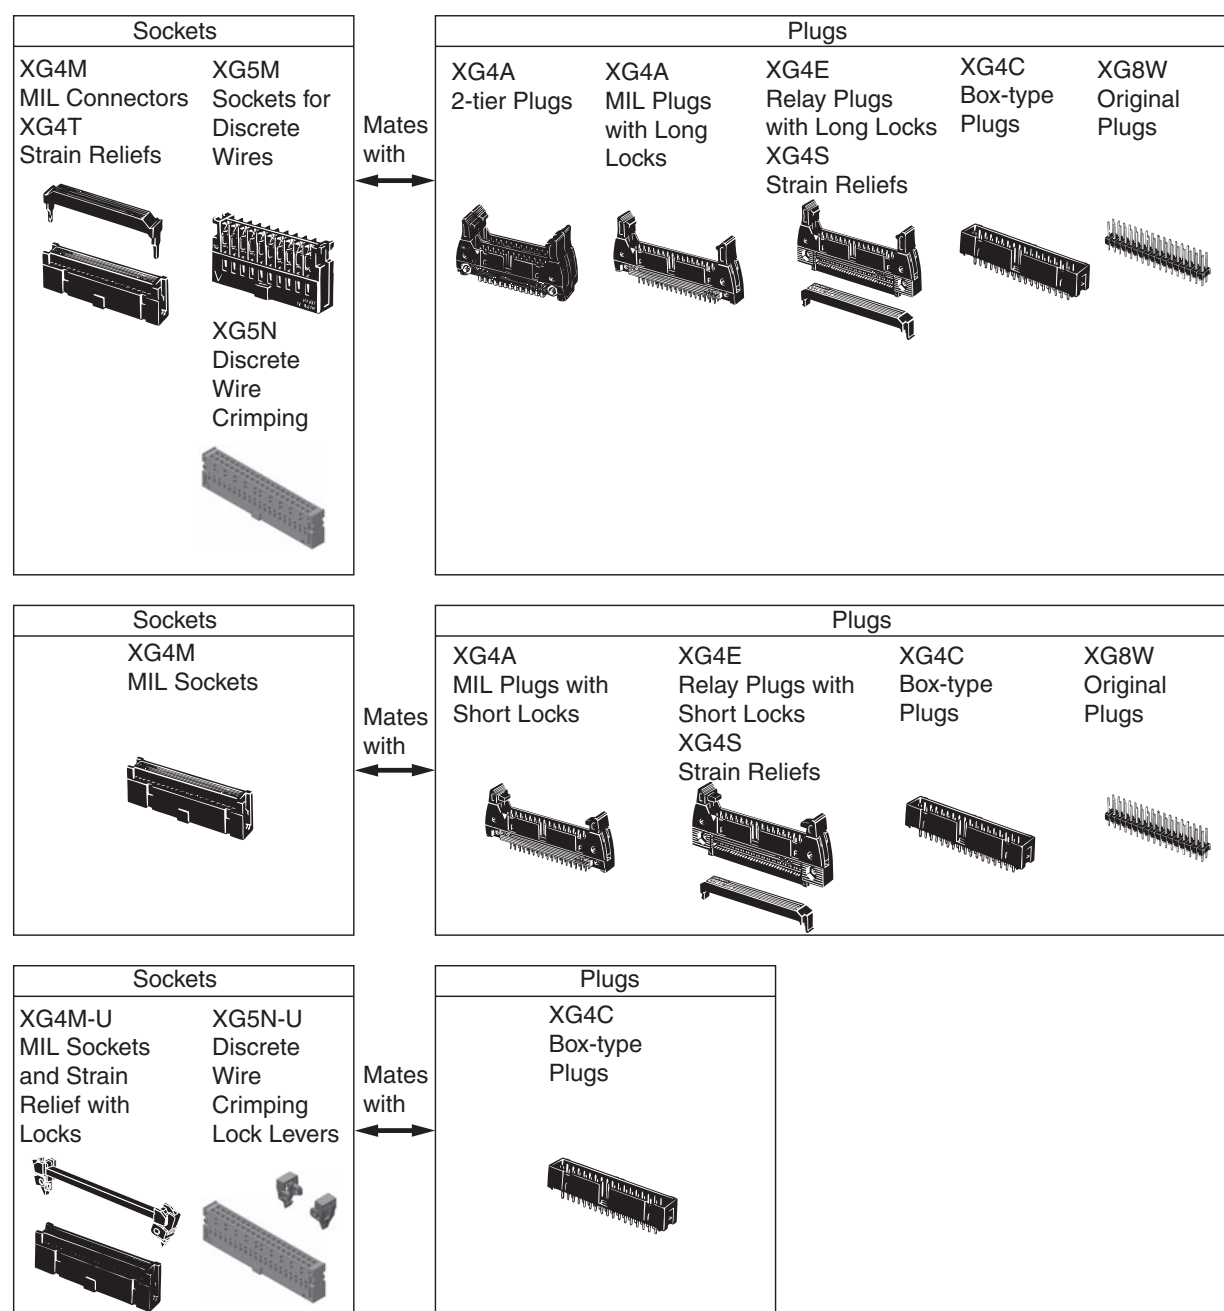 Sockets
XG4M
MIL Connectors
XG4T
Strain Reliefs
XG5M
Sockets for
Discrete
Wires
XG5N
Discrete
Wire
Crimping
Mates
with
Plugs
XG4A
2-tier Plugs
XG4A
MIL Plugs
with Long
Locks
XG4E
Relay Plugs
with Long Locks
XG4S
Strain Reliefs
XG4C
Box-type
Plugs
XG8W
Original
Plugs
Sockets
XG4M
MIL Sockets
Mates
with
Plugs
XG4A
MIL Plugs with
Short Locks
XG4E
Relay Plugs with
Short Locks
XG4S
Strain Reliefs
XG4C
Box-type
Plugs
XG8W
Original
Plugs
Sockets
XG4M-U
MIL Sockets
and Strain
Relief with
Locks
XG5N-U
Discrete
Wire
Crimping
Lock Levers
Mates
with
Plugs
XG4C
Box-type
Plugs